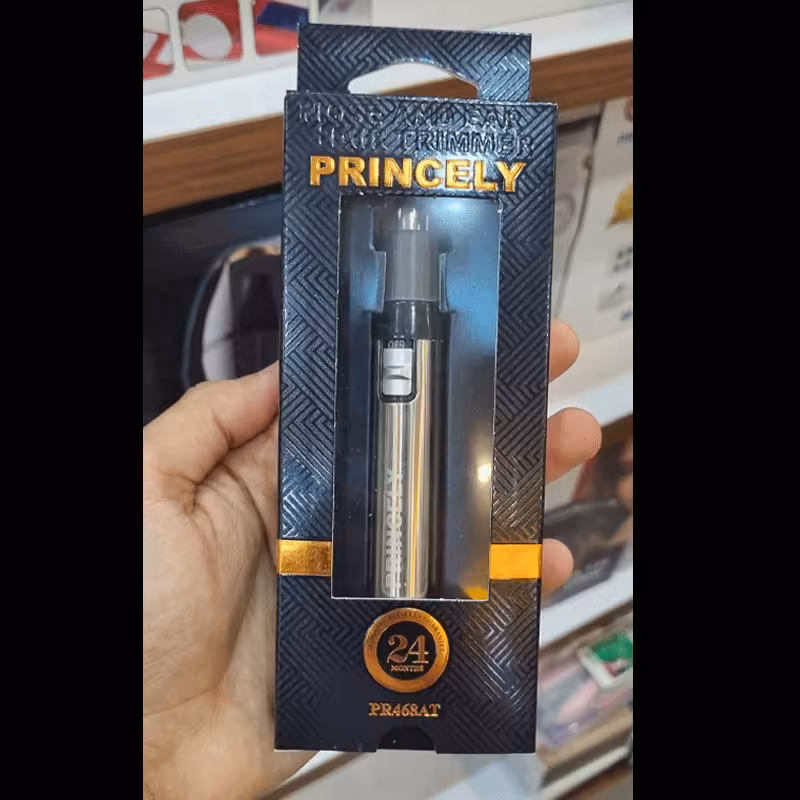 NOSE AND EAR
HAIR TRIMMER
PRINCELY
OFF
PRINCELY
24
MONTHS
PR468AT